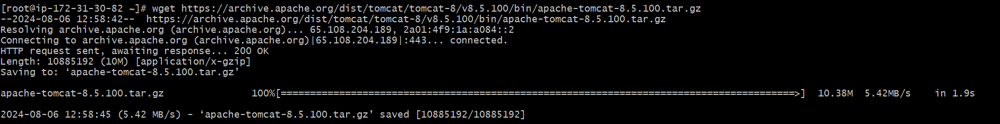 [root@ip-172-31-30-82 ~]# wget https://archive.apache.org/dist/tomcat/tomcat-8/v8.5.100/bin/apache-tomcat-8.5.100.tar.gz
--2024-08-06 12:58:42--  https://archive.apache.org/dist/tomcat/tomcat-8/v8.5.100/bin/apache-tomcat-8.5.100.tar.gz
Resolving archive.apache.org (archive.apache.org)... 65.108.204.189, 2a01:4f9:1a:a084::2
Connecting to archive.apache.org (archive.apache.org)|65.108.204.189|:443... connected.
HTTP request sent, awaiting response... 200 OK
Length: 10885192 (10M) [application/x-gzip]
Saving to: ‘apache-tomcat-8.5.100.tar.gz’
apache-tomcat-8.5.100.tar.gz 100%[========================================================================================>] 10.38M 5.42MB/s in 1.9s
2024-08-06 12:58:45 (5.42 MB/s) - ‘apache-tomcat-8.5.100.tar.gz’ saved [10885192/10885192]